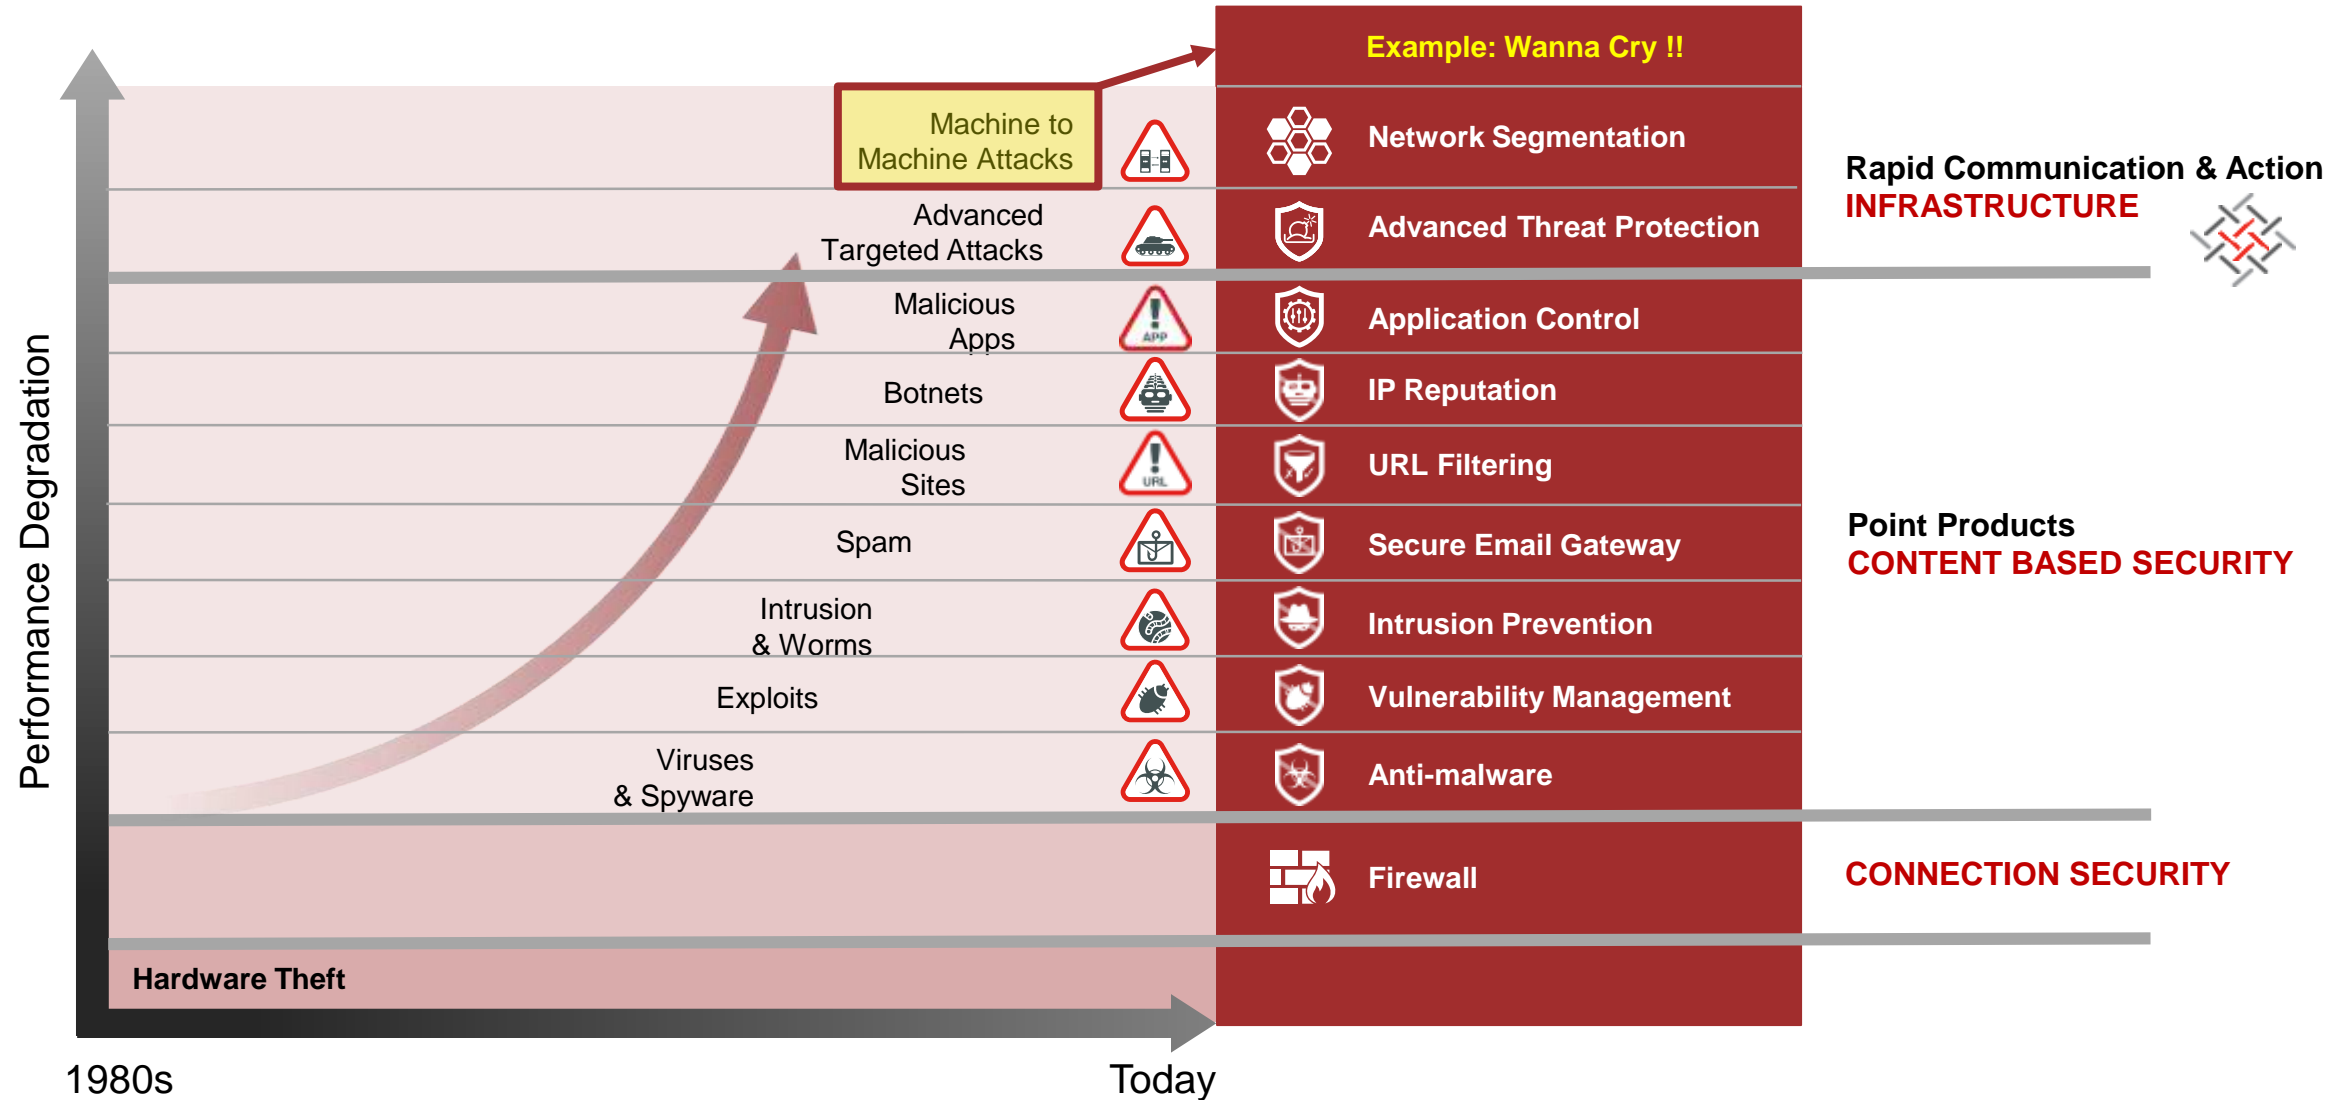 Example: Wanna Cry !!
Machine to
Machine Attacks
Network Segmentation
Rapid Communication & Action
INFRASTRUCTURE
Advanced
Targeted Attacks
Advanced Threat Protection
Malicious
Apps
APP
Application Control
Botnets
IP Reputation
Malicious
Sites
URL
URL Filtering
Spam
Secure Email Gateway
Point Products
CONTENT BASED SECURITY
Intrusion
& Worms
Intrusion Prevention
Exploits
Vulnerability Management
Viruses
& Spyware
Anti-malware
Firewall
CONNECTION SECURITY
Hardware Theft
Performance Degradation
1980s
Today